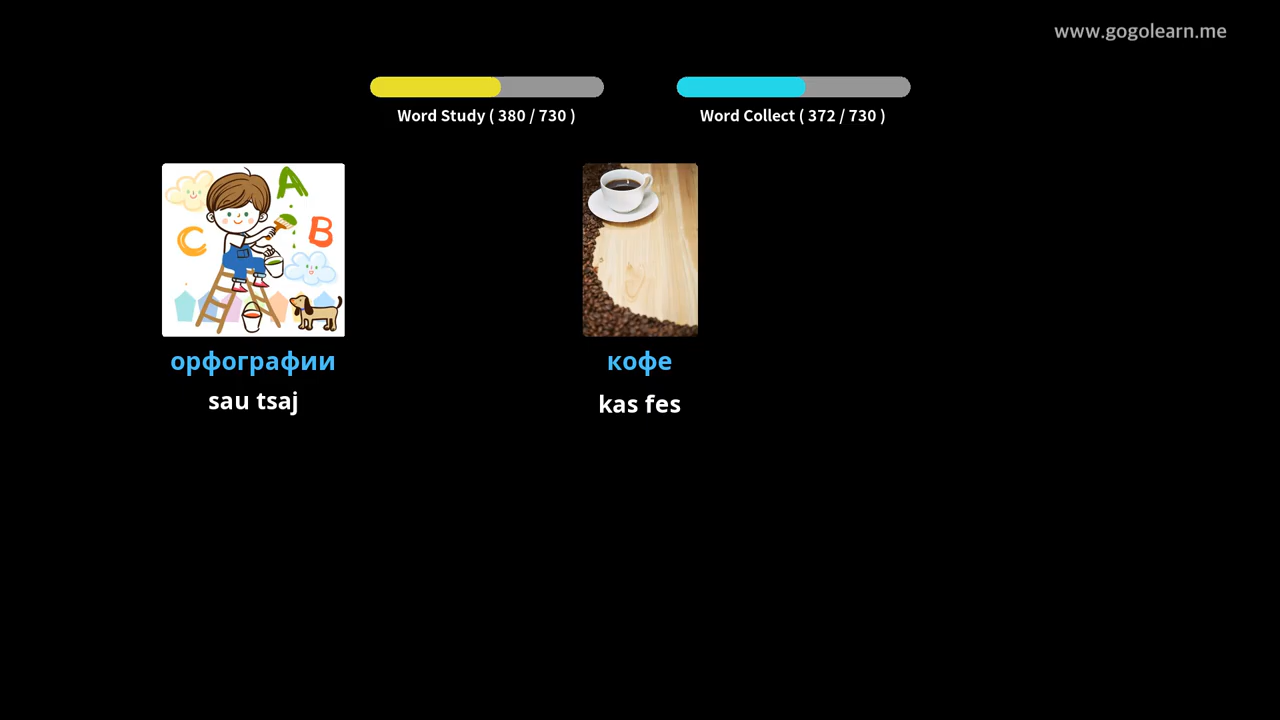 www.gogolearn.me
Word Study ( 380 / 730 )
Word Collect ( 372 / 730 )
A
B
C
орфографии
кофе
sau tsaj
kas fes